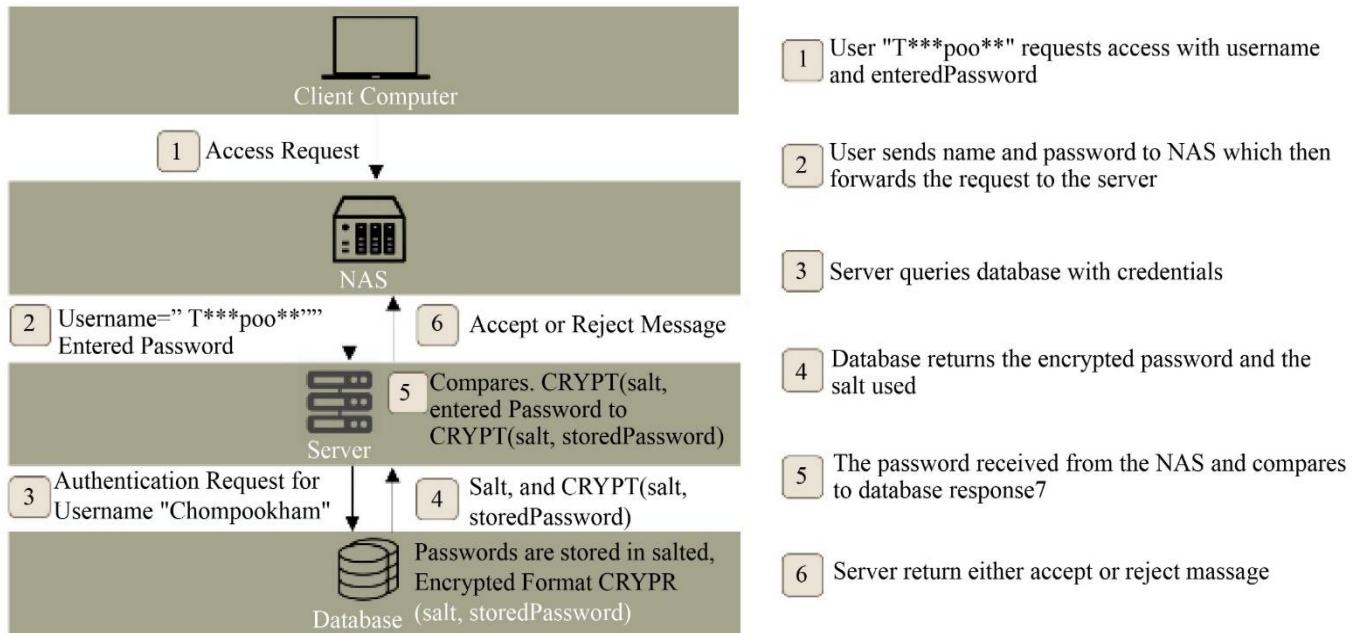 Client Computer
1 Access Request
NAS
2 Username=” T***poo**””
Entered Password
6 Accept or Reject Message
5 Compares. CRYPT(salt,
entered Password to
CRYPT(salt, storedPassword)
Server
3 Authentication Request for
Username "Chompookham"
4 Salt, and CRYPT(salt,
storedPassword)
Passwords are stored in salted,
Encrypted Format CRYPR
(salt, storedPassword)
Database
1 User "T***poo**" requests access with username
and enteredPassword
2 User sends name and password to NAS which then
forwards the request to the server
3 Server queries database with credentials
4 Database returns the encrypted password and the
salt used
5 The password received from the NAS and compares
to database response7
6 Server return either accept or reject massage